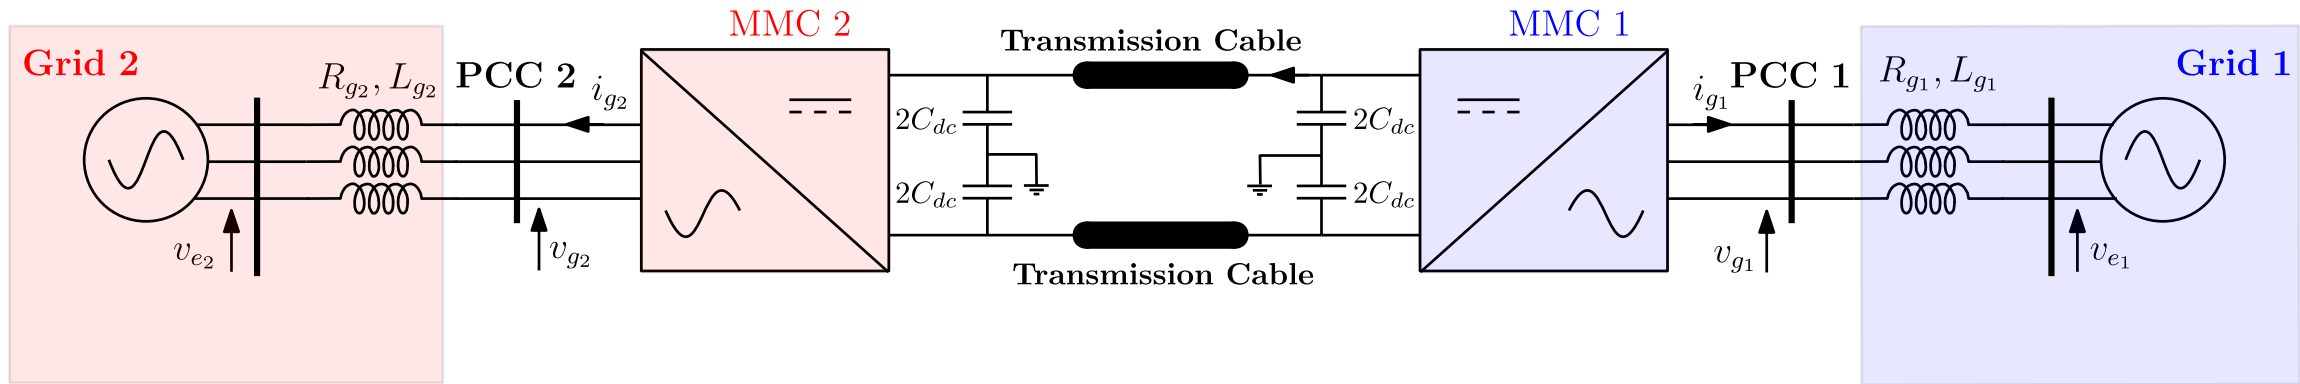 MMC 2
Transmission Cable
MMC 1
Grid 2
R_{g_2}, L_{g_2}
PCC 2
i_{g_2}
2C_{dc}
2C_{dc}
i_{g_1}
PCC 1
R_{g_1}, L_{g_1}
Grid 1
2C_{dc}
2C_{dc}
v_{e_2}
v_{g_2}
Transmission Cable
v_{g_1}
v_{e_1}